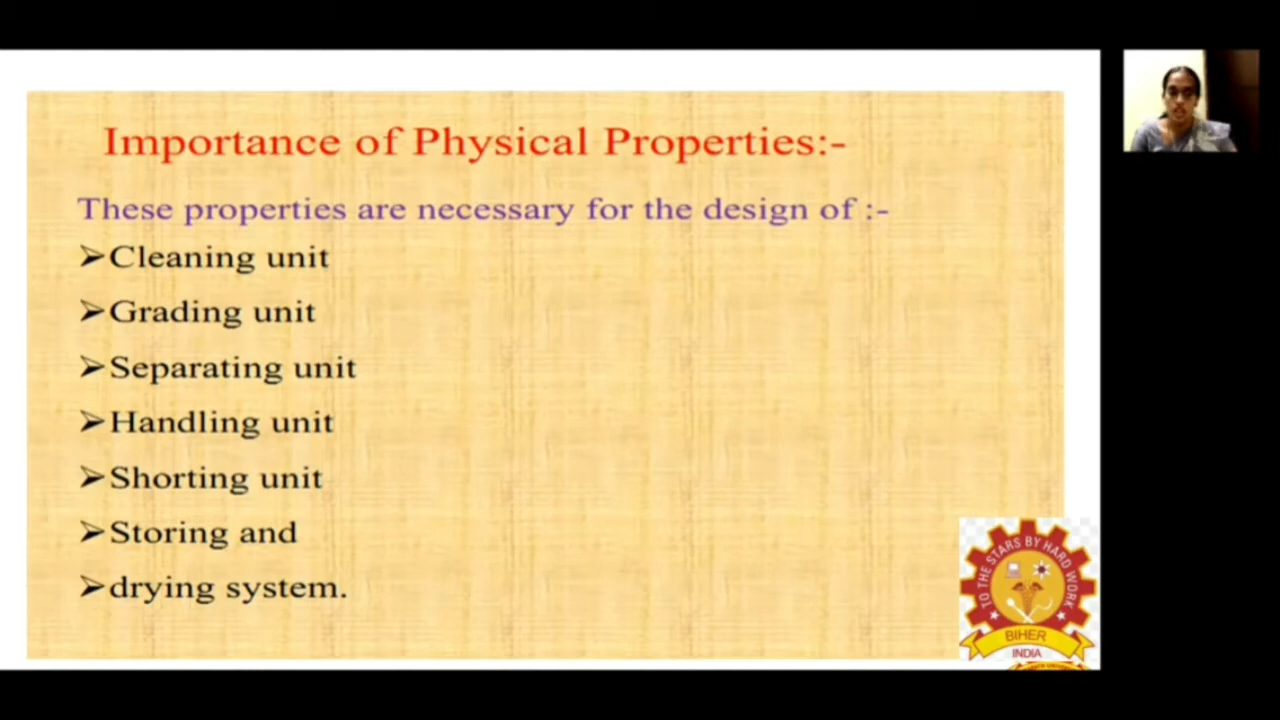 Importance of Physical Properties:-
These properties are necessary for the design of :-
➢Cleaning unit
➢Grading unit
➢Separating unit
➢Handling unit
➢Shorting unit
➢Storing and
➢drying system.
TO THE STARS BY HARD WORK
BIHER
INDIA